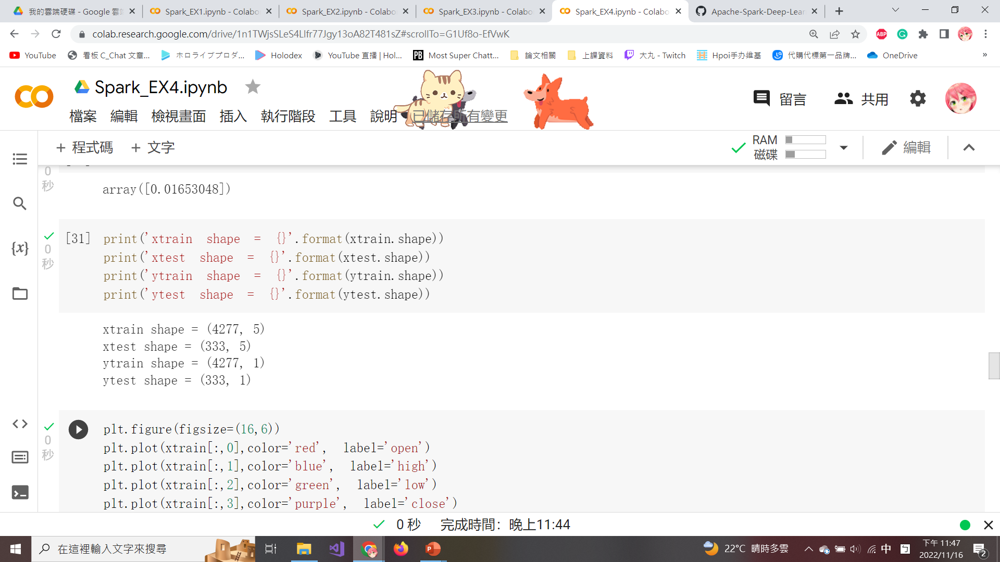 我的雲端硬碟 - Google 雲
Spark_EX1.ipynb - Colabo
Spark_EX2.ipynb - Colabo
Spark_EX3.ipynb - Colabo
Spark_EX4.ipynb - Colabo
Apache-Spark-Deep-Lear
colab.research.google.com/drive/1n1TWjsSLeS4Llfr77Jgy13oA82T481sZ#scrollTo=G1Uf8o-EfVwK
ABP
YouTube
看板 C_Chat 文章...
ホロライブプロダ...
Holodex
YouTube 直播 | Hol...
PB Most Super Chatt...
論文相關
上課資料
大丸 - Twitch
Hpoi手办维基
代購代標第一品牌...
OneDrive
»
Spark_EX4.ipynb
留言
共用
檔案 編輯 檢視畫面 插入 執行階段 工具 說明 已儲存所有變更
+ 程式碼 + 文字
RAM
磁碟
編輯
0
秒
array([0.01653048])
{x}
0
秒
[31] print('xtrain shape = {}'.format(xtrain.shape))
print('xtest shape = {}'.format(xtest.shape))
print('ytrain shape = {}'.format(ytrain.shape))
print('ytest shape = {}'.format(ytest.shape))
xtrain shape = (4277, 5)
xtest shape = (333, 5)
ytrain shape = (4277, 1)
ytest shape = (333, 1)
0
秒
plt.figure(figsize=(16,6))
plt.plot(xtrain[:,0],color='red', label='open')
plt.plot(xtrain[:,1],color='blue', label='high')
plt.plot(xtrain[:,2],color='green', label='low')
plt.plot(xtrain[:,3],color='purple', label='close')
0 秒 完成時間：晚上11:44
在這裡輸入文字來搜尋
22°C 晴時多雲
中
下午 11:47
2022/11/16
2